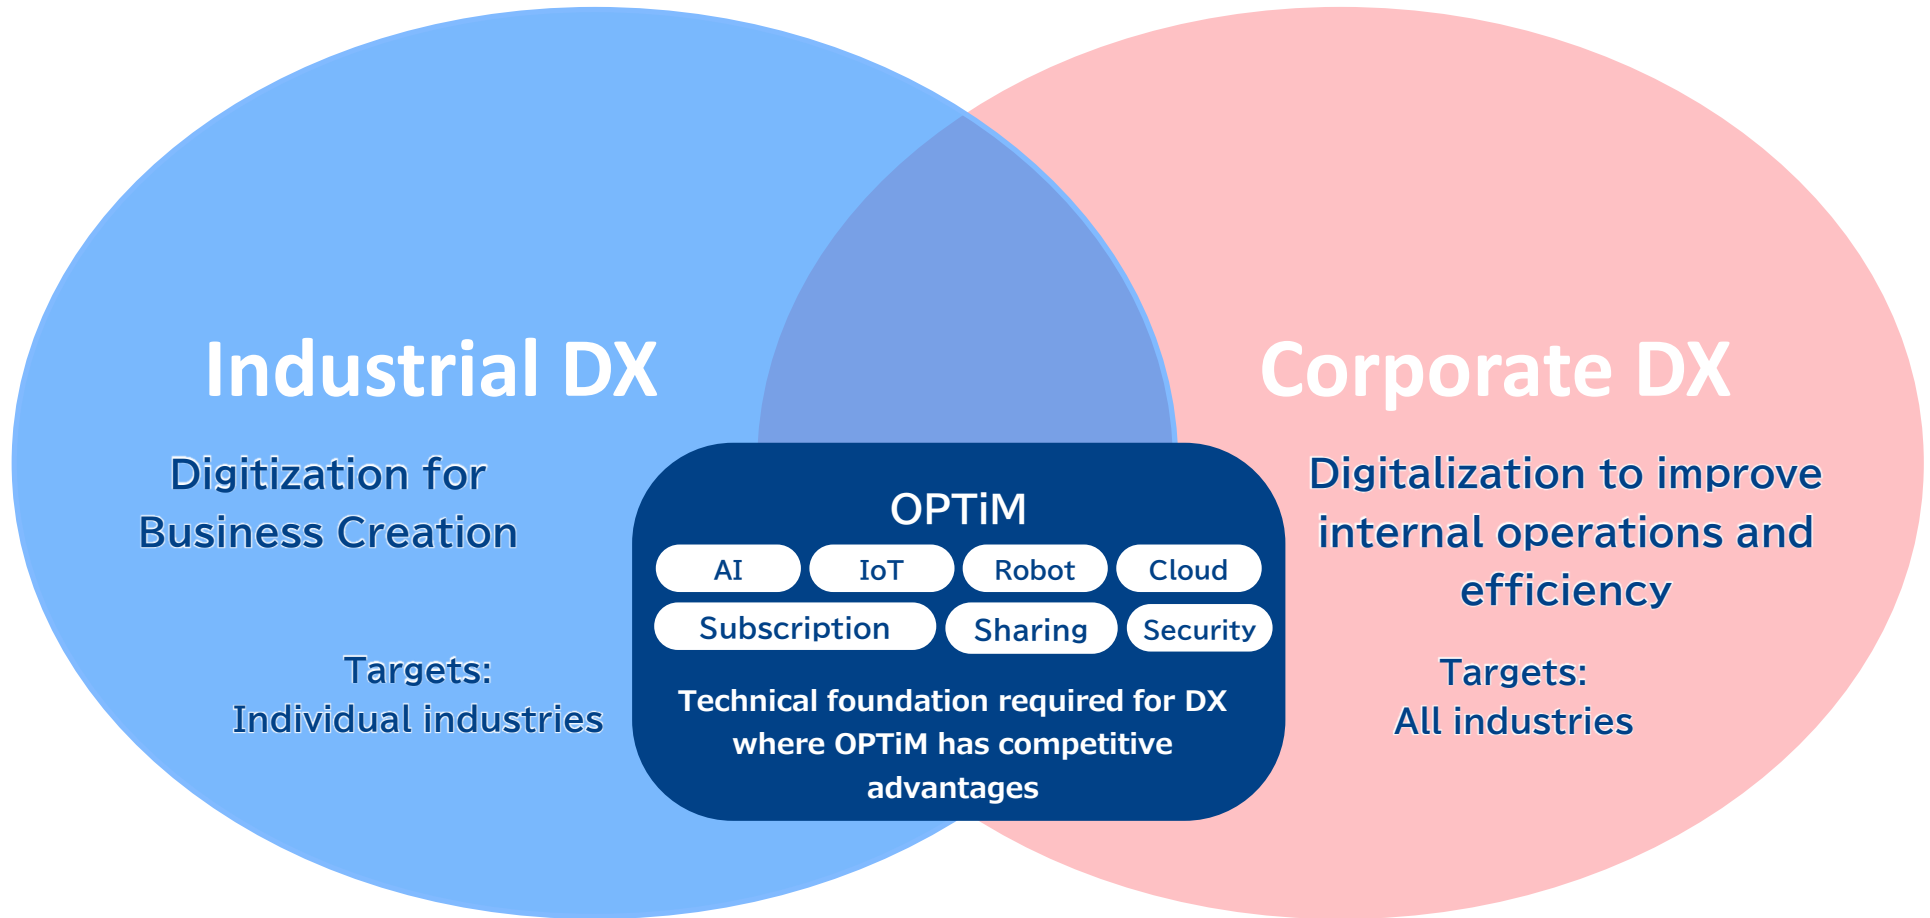 Industrial DX
Digitization for
Business Creation
Targets:
Individual industries
OPTiM
AI
IoT
Robot
Cloud
Subscription
Sharing
Security
Technical foundation required for DX
where OPTiM has competitive
advantages
Corporate DX
Digitalization to improve
internal operations and
efficiency
Targets:
All industries